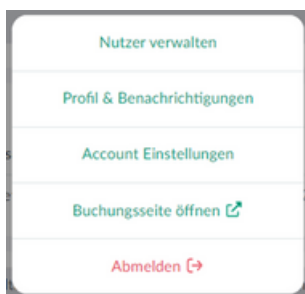 Nutzer verwalten
Profil & Benachrichtigungen
Account Einstellungen
Buchungsseite öffnen
Abmelden